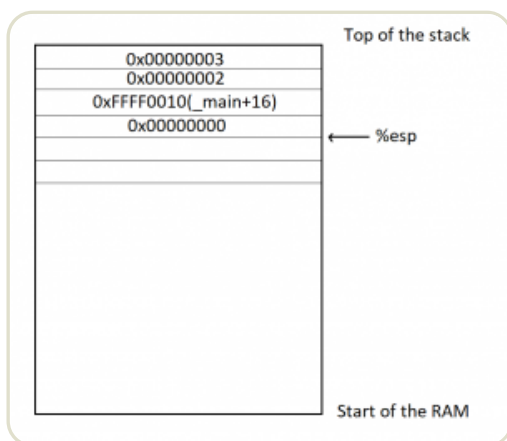 Top of the stack
0x00000003
0x00000002
0xFFFF0010(_main+16)
0x00000000
%esp
Start of the RAM